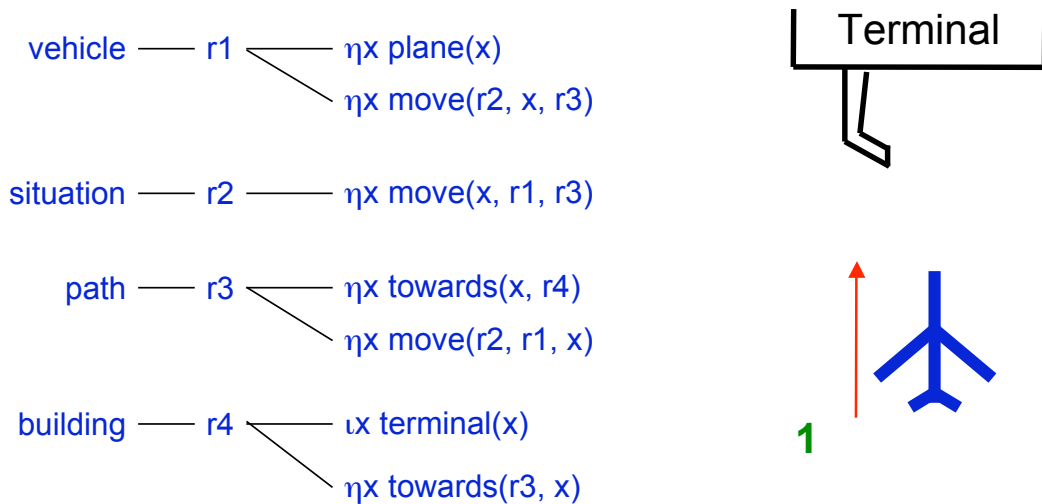 vehicle r1 ηx plane(x)
ηx move(r2, x, r3)
situation r2 ηx move(x, r1, r3)
path r3 ηx towards(x, r4)
ηx move(r2, r1, x)
building r4 ιx terminal(x)
ηx towards(r3, x)
Terminal
1